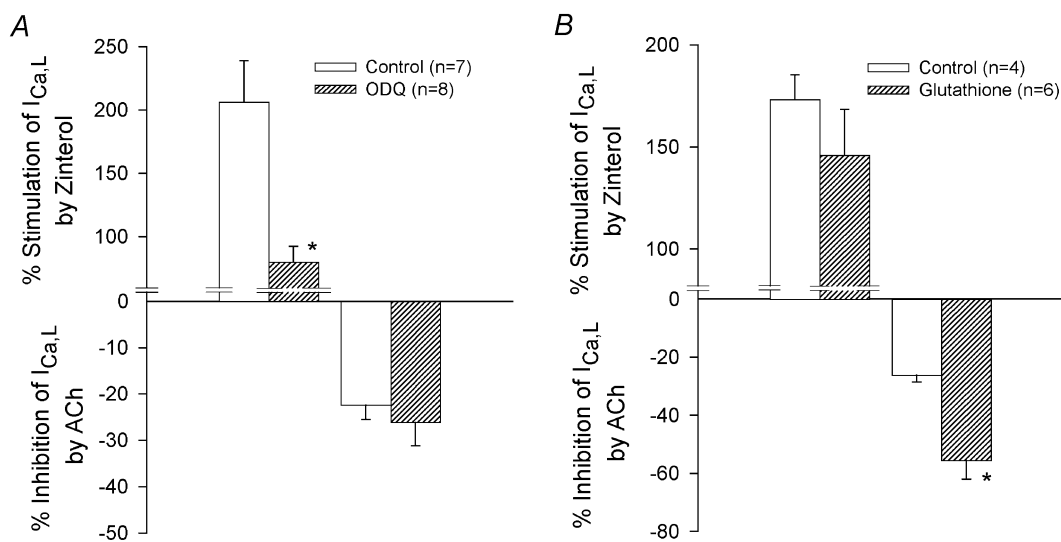 A
% Stimulation of ICa,L
by Zinterol
250
200
150
100
0
Control (n=7)
ODQ (n=8)
*
% Inhibition of ICa,L
by ACh
-10
-20
-30
-40
-50
B
% Stimulation of ICa,L
by Zinterol
200
150
100
0
Control (n=4)
Glutathione (n=6)
% Inhibition of ICa,L
by ACh
-20
-40
-60
-80
*